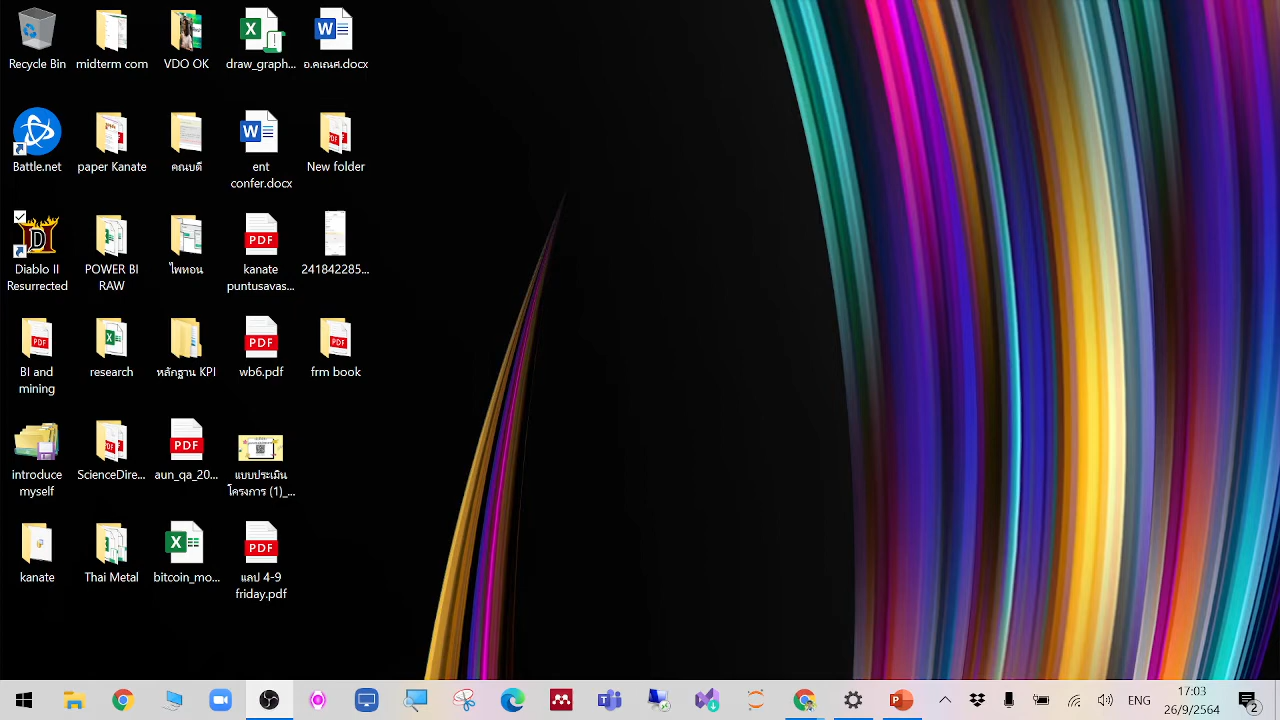 Recycle Bin
midterm com
VDO OK
draw_graph...
อ.คเณศ.docx
Battle.net
paper Kanate
คณบดี
ent
confer.docx
New folder
Diablo II
Resurrected
POWER BI
RAW
ไพทอน
kanate
puntusavas...
241842285...
BI and
mining
research
หลักฐาน KPI
wb6.pdf
frm book
introduce
myself
ScienceDire...
aun_qa_20...
แบบประเมิน
โครงการ (1)_...
kanate
Thai Metal
bitcoin_mo...
แลป 4-9
friday.pdf
ENG
17:03
26/9/2564
2